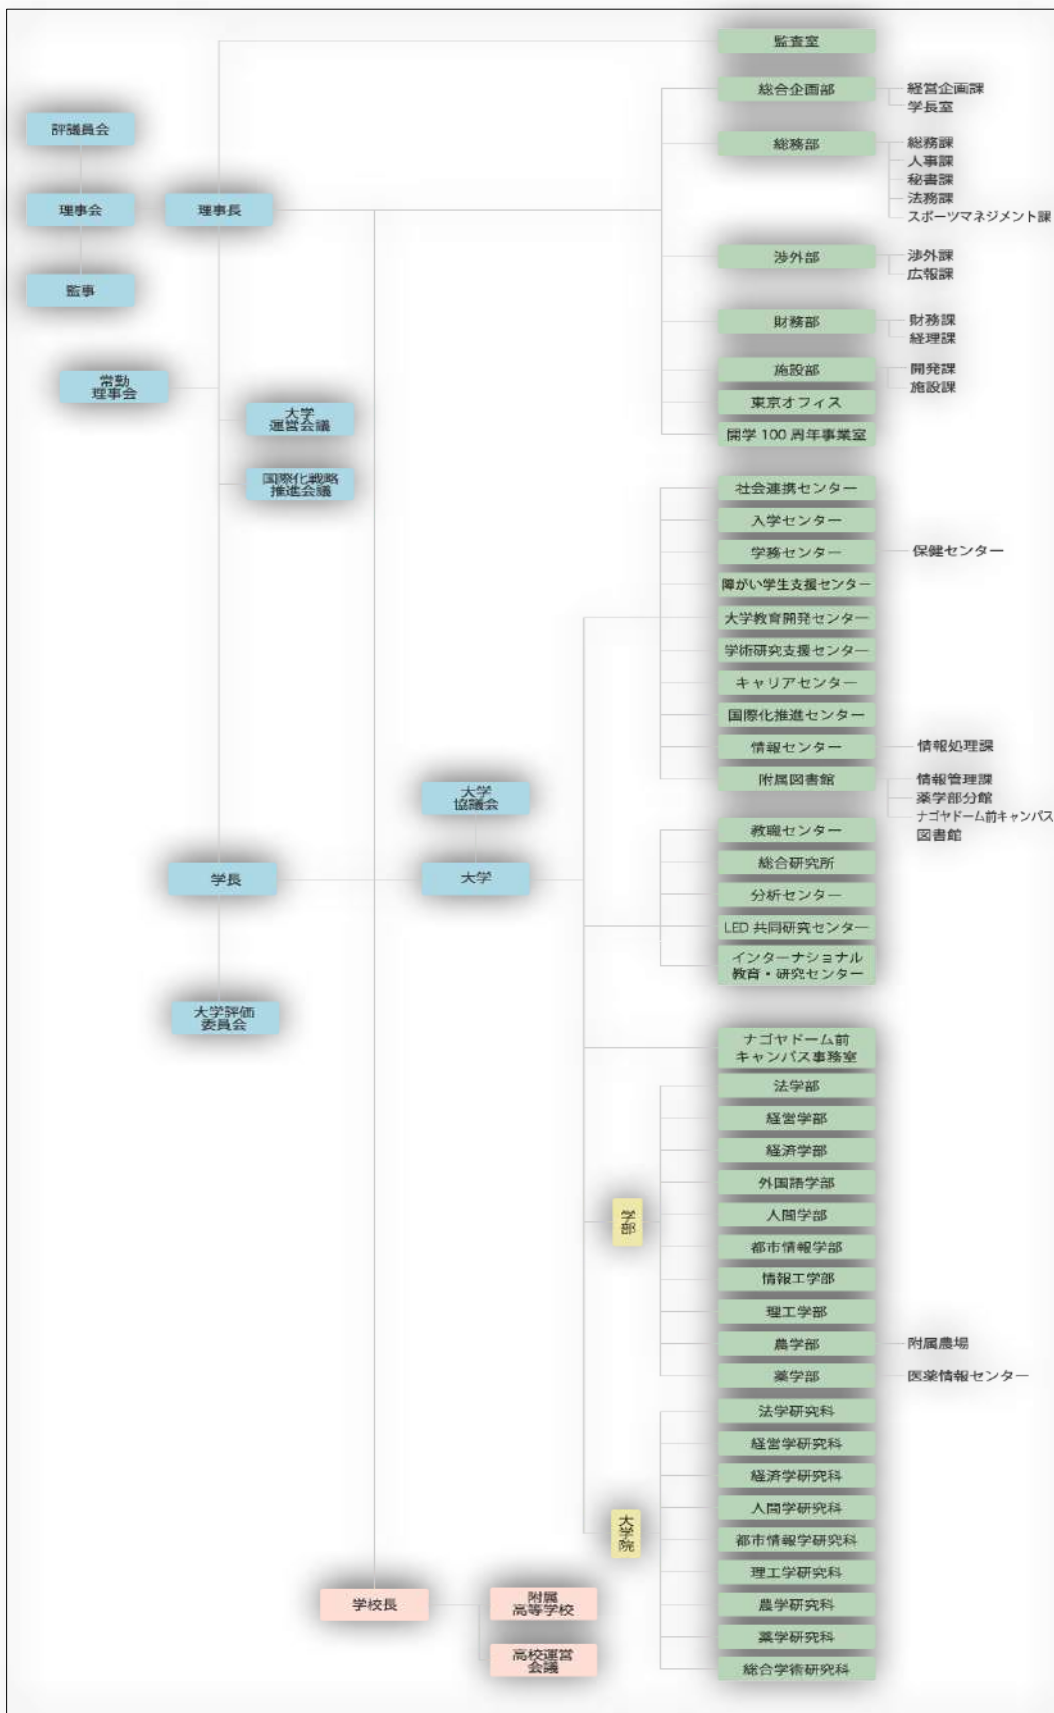 監査室
総合企画部
経営企画課
学長室
評議員会
総務部
総務課
人事課
秘書課
法務課
スポーツマネジメント課
理事会
理事長
渉外部
渉外課
広報課
監事
財務部
財務課
経理課
常勤
理事会
施設部
開発課
施設課
大学
運営会議
東京オフィス
開学 100 周年事業室
国際化戦略
推進会議
社会連携センター
入学センター
学務センター
保健センター
障がい学生支援センター
大学教育開発センター
学術研究支援センター
キャリアセンター
国際化推進センター
情報センター
情報処理課
附属図書館
情報管理課
薬学部分館
ナゴヤドーム前キャンパス
図書館
大学
協議会
教職センター
総合研究所
学長
大学
分析センター
LED 共同研究センター
インターナショナル
教育・研究センター
大学評価
委員会
ナゴヤドーム前
キャンパス事務室
学部
法学部
経営学部
経済学部
外国語学部
人間学部
都市情報学部
情報工学部
理工学部
農学部
附属農場
薬学部
医薬情報センター
大学院
法学研究科
経営学研究科
経済学研究科
人間学研究科
都市情報学研究科
理工学研究科
農学研究科
薬学研究科
総合学術研究科
学校長
附属
高等学校
高校運営
会議